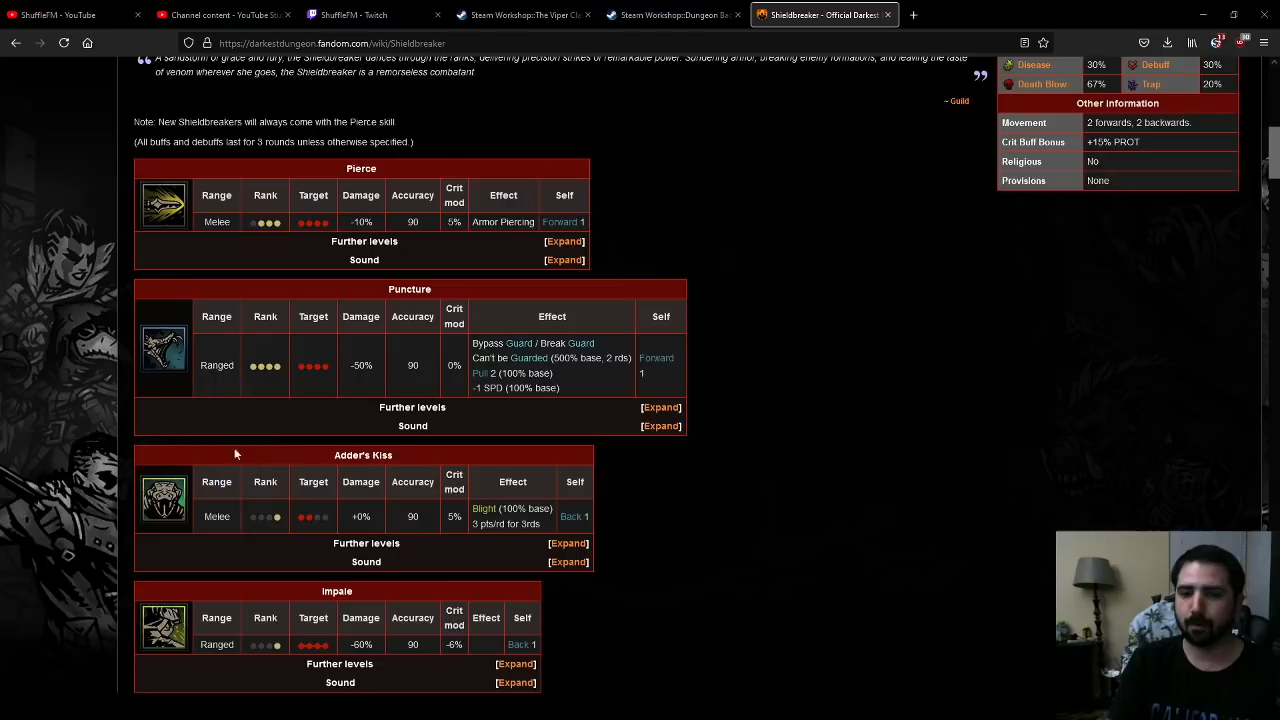 ShuffleFM - YouTube
Channel content - YouTube Stu
ShuffleFM - Twitch
Steam Workshop::The Viper Cla
Steam Workshop::Dungeon Bac
Shieldbreaker - Official Darkest
https://darkestdungeon.fandom.com/wiki/Shieldbreaker
A sandstorm of grace and fury, the Shieldbreaker dances through the ranks, delivering precision strikes of remarkable power. Sundering armor, breaking enemy formations, and leaving the taste
of venom wherever she goes, the Shieldbreaker is a remorseless combatant
~ Guild
Disease 30% Debuff 30%
Death Blow 67% Trap 20%
Other information
Movement 2 forwards, 2 backwards.
Crit Buff Bonus +15% PROT
Religious No
Provisions None
Note: New Shieldbreakers will always come with the Pierce skill.
(All buffs and debuffs last for 3 rounds unless otherwise specified.)
Pierce
Range Rank Target Damage Accuracy Crit mod Effect Self
Melee -10% 90 5% Armor Piercing Forward 1
Further levels [Expand]
Sound [Expand]
Puncture
Range Rank Target Damage Accuracy Crit mod Effect Self
Ranged -50% 90 0% Bypass Guard / Break Guard
Can't be Guarded (500% base, 2 rds)
Pull 2 (100% base)
-1 SPD (100% base)
Forward 1
Further levels [Expand]
Sound [Expand]
Adder's Kiss
Range Rank Target Damage Accuracy Crit mod Effect Self
Melee +0% 90 5% Blight (100% base)
3 pts/rd for 3rds
Back 1
Further levels [Expand]
Sound [Expand]
Impale
Range Rank Target Damage Accuracy Crit mod Effect Self
Ranged -60% 90 -6% Back 1
Further levels [Expand]
Sound [Expand]